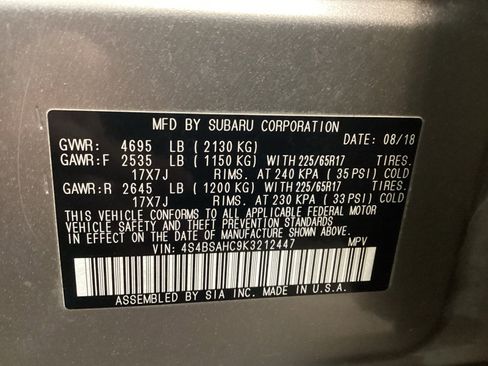 MFD BY SUBARU CORPORATION
DATE: 08/18
GVWR: 4695 LB ( 2130 KG)
GAWR:F 2535 LB ( 1150 KG) WITH 225/65R17 TIRES.
17X7J RIMS. AT 240 KPA ( 35 PSI) COLD
GAWR:R 2645 LB ( 1200 KG) WITH 225/65R17 TIRES.
17X7J RIMS. AT 230 KPA ( 33 PSI) COLD
THIS VEHICLE CONFORMS TO ALL APPLICABLE FEDERAL MOTOR
VEHICLE SAFETY AND THEFT PREVENTION STANDARDS
IN EFFECT ON THE DATE OF MANUFACTURE SHOWN ABOVE.
VIN: 4S4BSAHC9K3212447 MPV
ASSEMBLED BY SIA INC. MADE IN U.S.A.